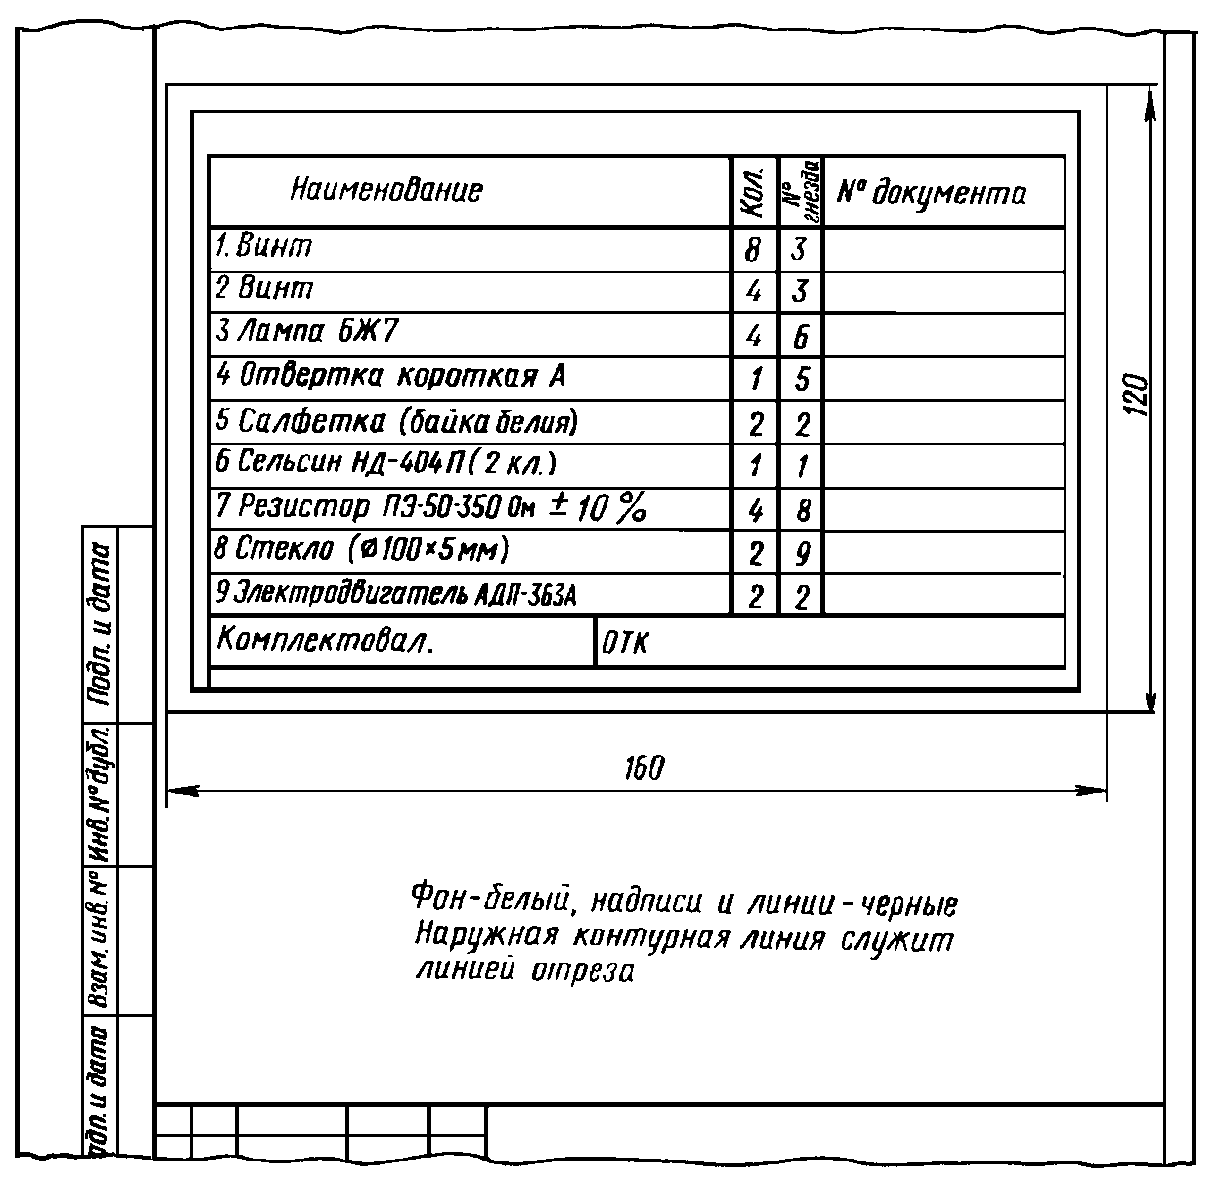 Наименование Кол. № гнезда № документа
1. Винт 8 3
2 Винт 4 3
3 Лампа 6Ж7 4 6
4 Отвертка короткая А 1 5
5 Салфетка (байка белия) 2 2
6 Сельсин НД-404П (2 кл.) 1 1
7 Резистор ПЭ-50-350 Ом ± 10 % 4 8
8 Стекло (Ø100×5мм) 2 9
9 Электродвигатель АДП-363А 2 2
Комплектовал. ОТК
120
160
Фон-белый, надписи и линии-черные
Наружная контурная линия служит
линией отреза
Подп. и дата
Инв. № дубл.
Взам. инв. №
одп. и дата